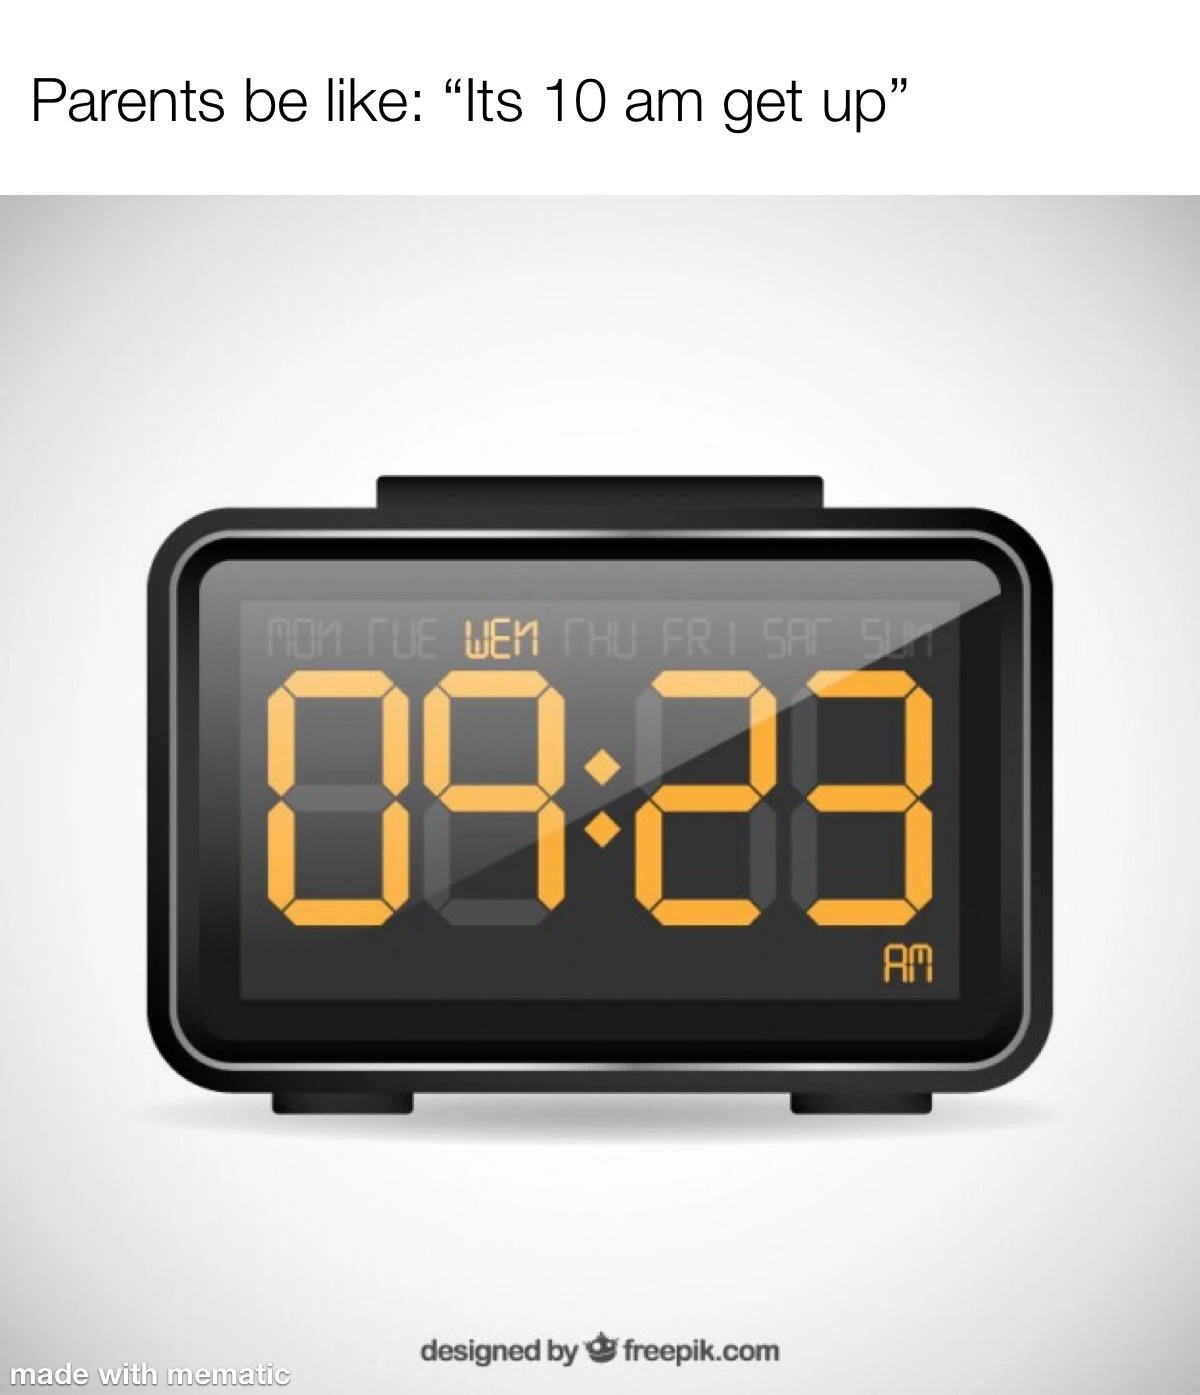 Parents be like: “Its 10 am get up”
MON TUE WEN THU FRI SAT SUN
09:23
AM
designed by freepik.com
made with mematic